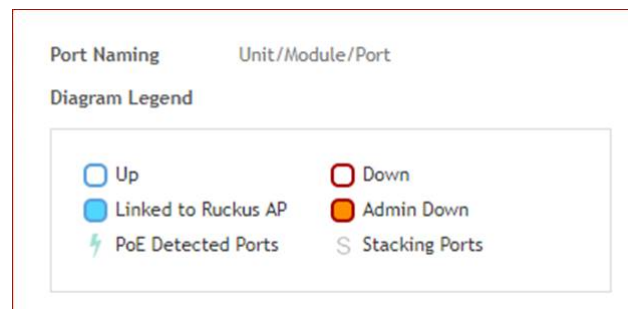 Port Naming Unit/Module/Port
Diagram Legend
Up Down
Linked to Ruckus AP Admin Down
PoE Detected Ports S Stacking Ports